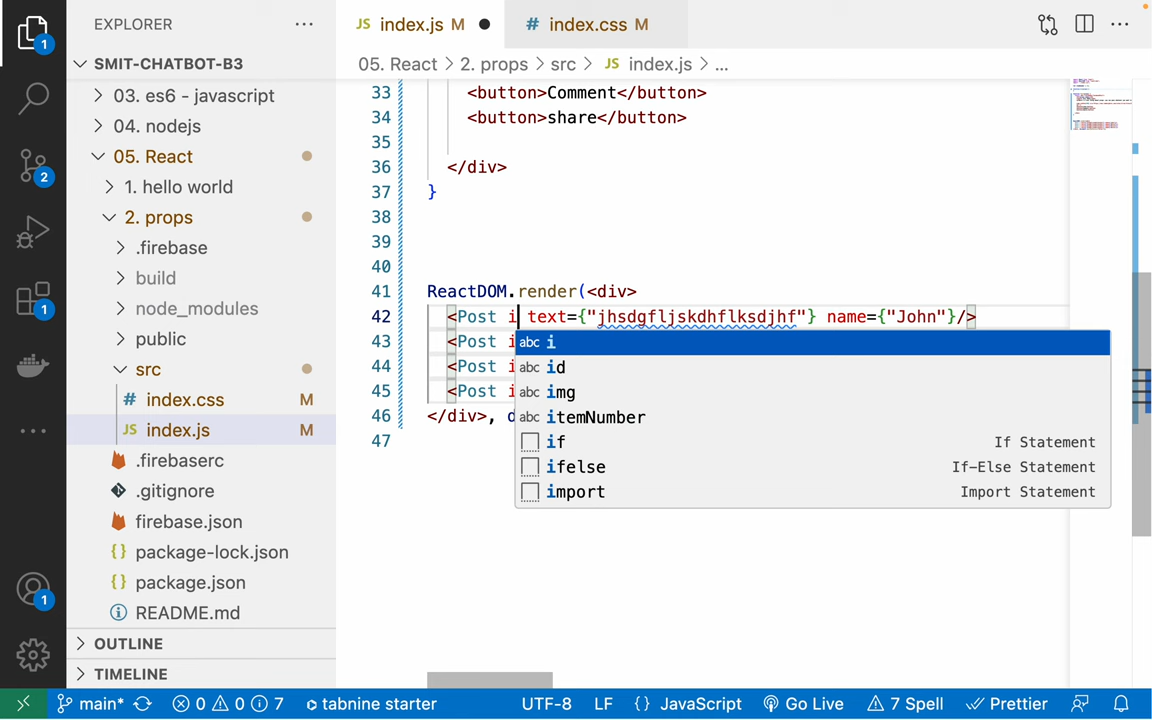 EXPLORER
JS index.js M
# index.css M
1
SMIT-CHATBOT-B3
05. React > 2. props > src > JS index.js > ...
03. es6 - javascript
04. nodejs
05. React
1. hello world
2. props
.firebase
build
node_modules
public
src
# index.css M
JS index.js M
.firebaserc
.gitignore
firebase.json
{} package-lock.json
{} package.json
README.md
OUTLINE
TIMELINE
2
1
1
33 <button>Comment</button>
34 <button>share</button>
35
36 </div>
37 }
38
39
40
41 ReactDOM.render(<div>
42 <Post i text={"jhsdgfljskdhflksdjhf"} name={"John"}/>
43 <Post i
44 <Post i
45 <Post i
46 </div>, d
47
abc i
abc id
abc img
abc itemNumber
if If Statement
ifelse If-Else Statement
import Import Statement
main* 0 0 7 tabnine starter UTF-8 LF {} JavaScript Go Live 7 Spell Prettier